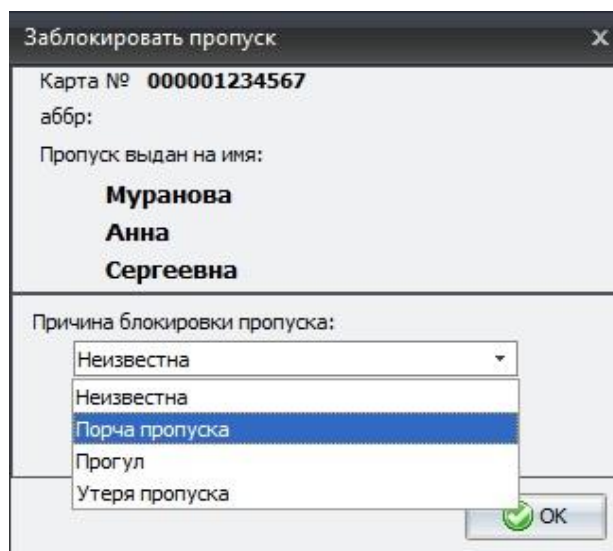 Заблокировать пропуск
Карта № 000001234567
аббр:
Пропуск выдан на имя:
Муранова
Анна
Сергеевна
Причина блокировки пропуска:
Неизвестна
Неизвестна
Порча пропуска
Прогул
Утеря пропуска
OK